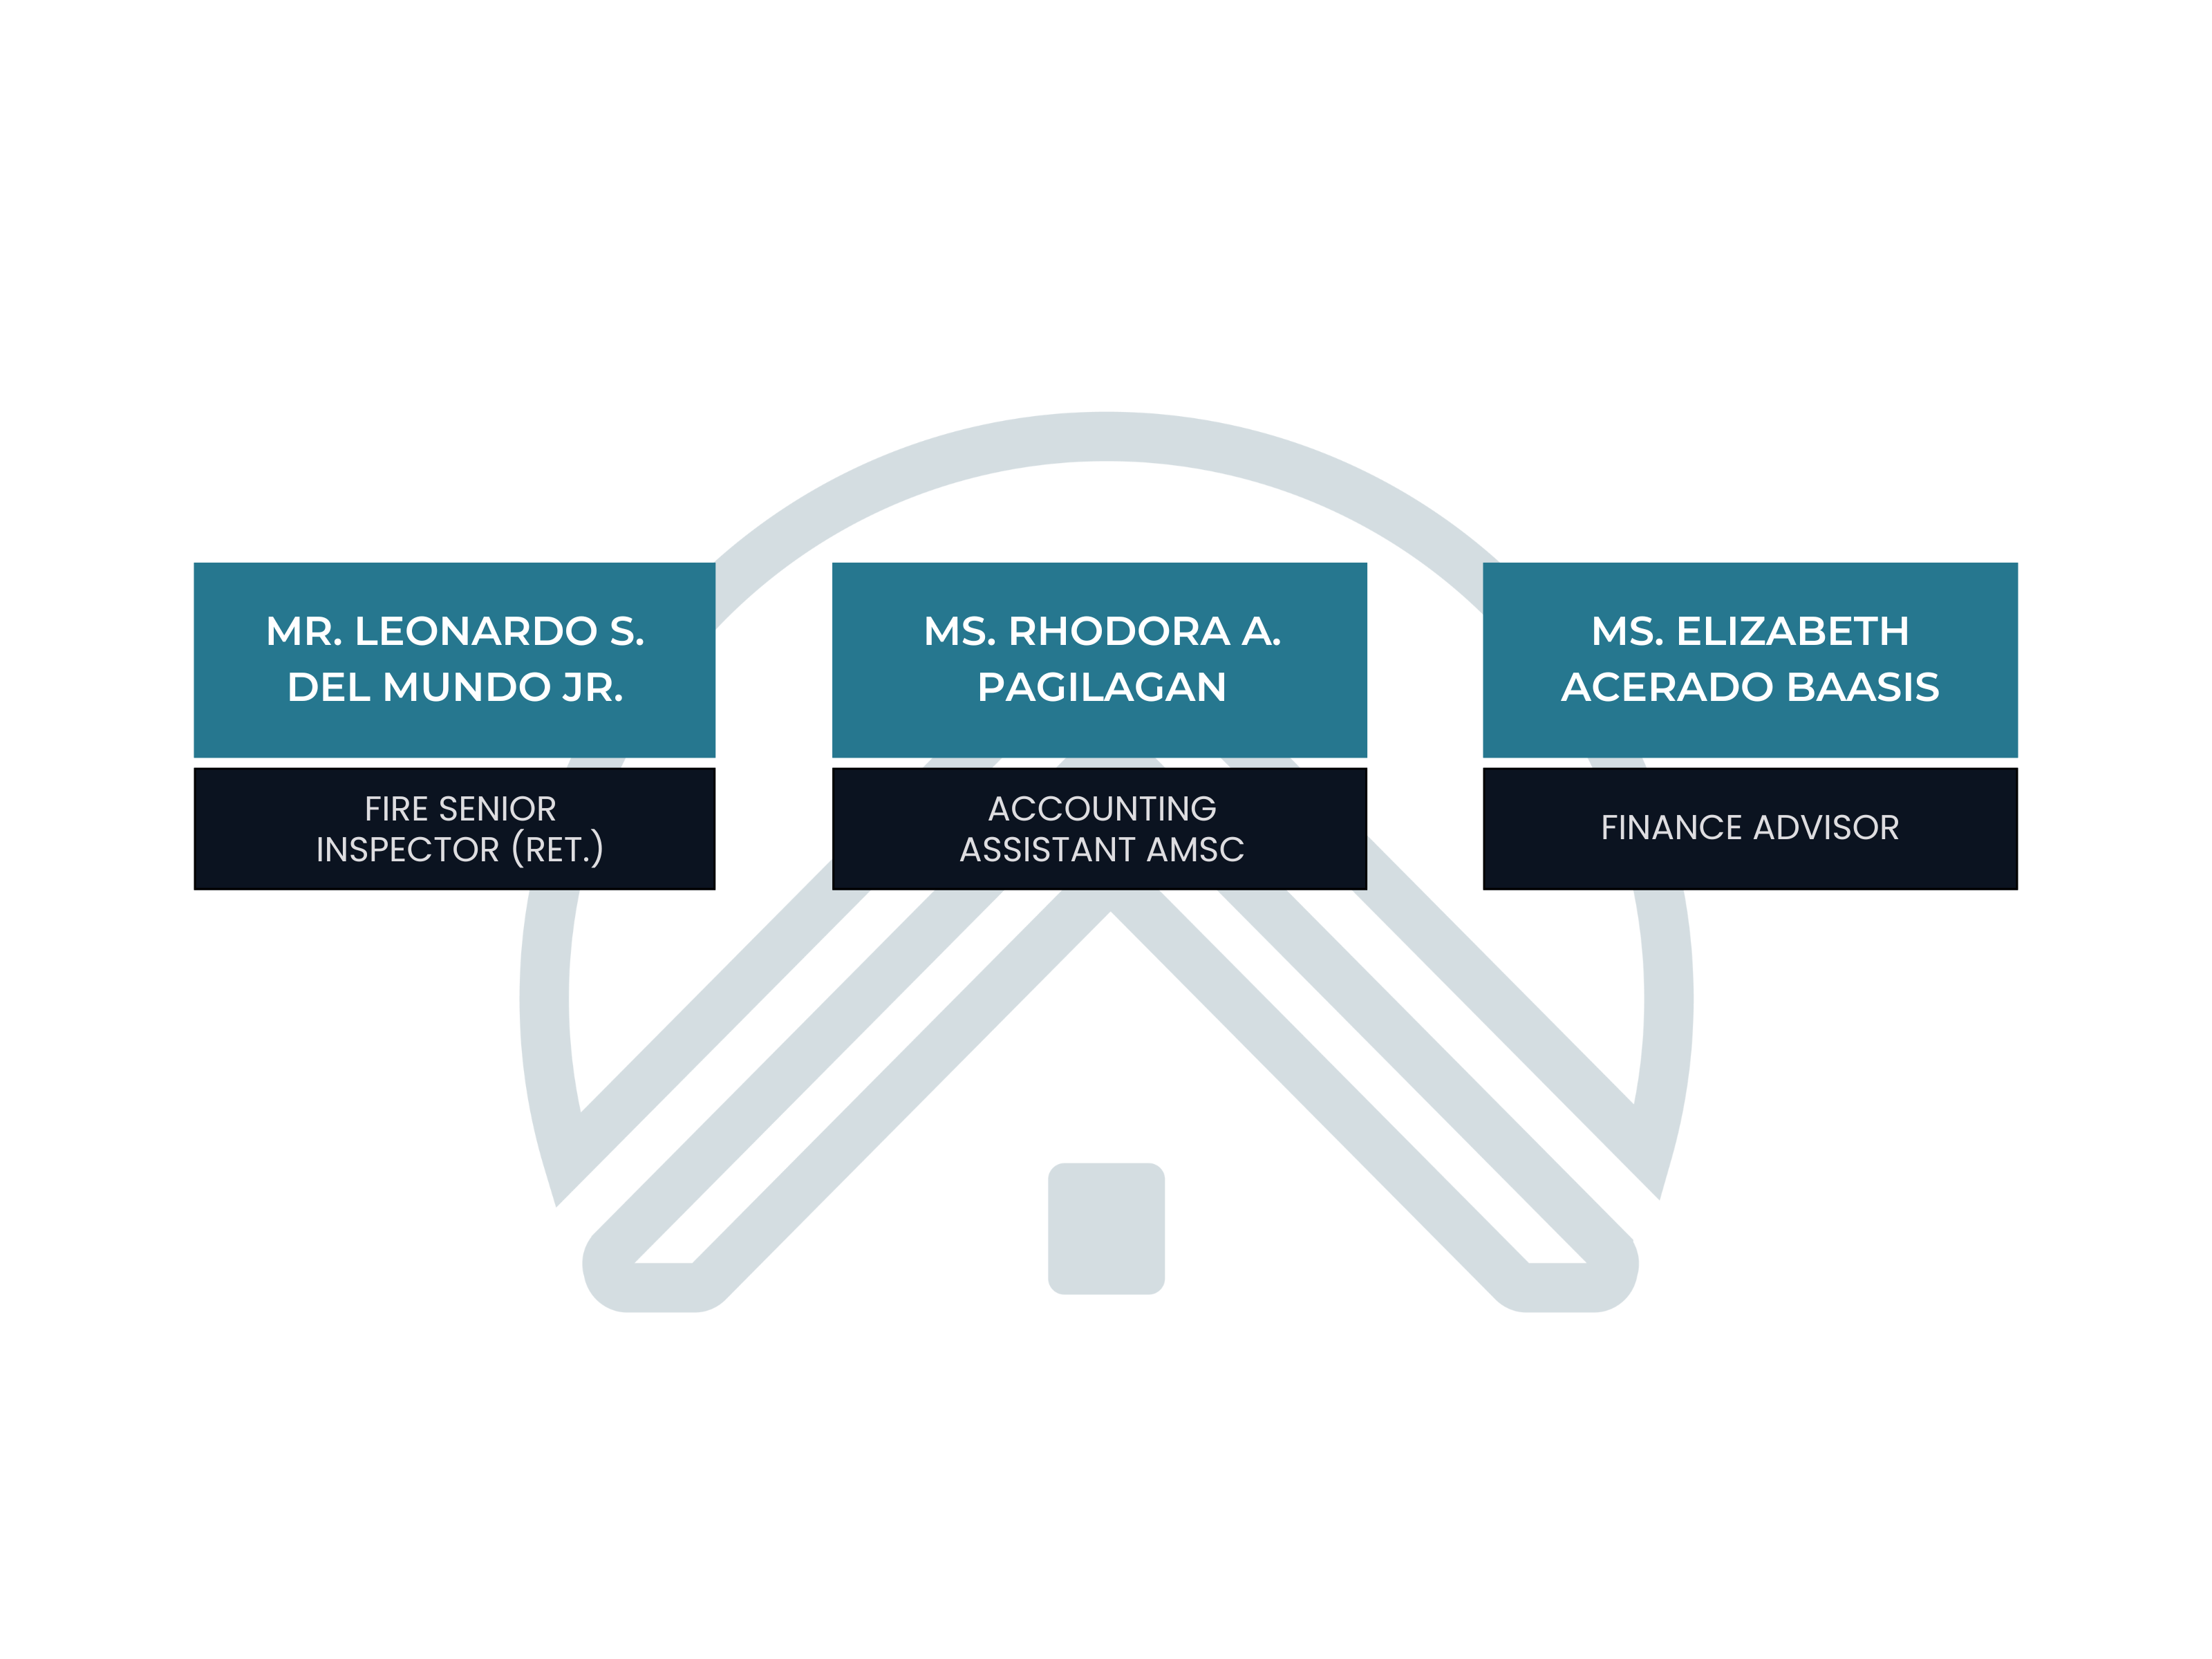 MR. LEONARDO S.
DEL MUNDO JR.
FIRE SENIOR
INSPECTOR (RET.)
MS. RHODORA A.
PAGILAGAN
ACCOUNTING
ASSISTANT AMSC
MS. ELIZABETH
ACERADO BAASIS
FINANCE ADVISOR